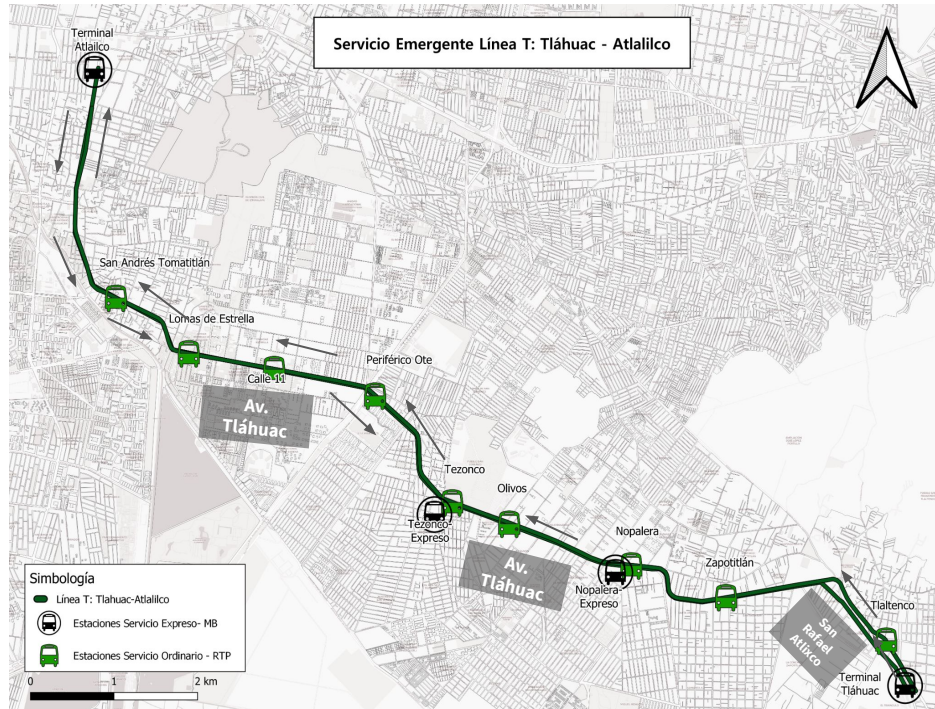 Servicio Emergente Línea T: Tláhuac - Atlalilco
Terminal
Atlailco
San Andrés Tomatitlán
Lomas de Estrella
Calle 11
Periférico Ote
Av.
Tláhuac
Tezonco
Tezonco-
Expreso
Olivos
Av.
Tláhuac
Nopalera
Nopalera-
Expreso
Zapotitlán
San
Rafael
Atlixco
Tlaltenco
Terminal
Tláhuac
Simbología
Línea T: Tlahuac-Atlalilco
Estaciones Servicio Expreso- MB
Estaciones Servicio Ordinario - RTP
0 1 2 km